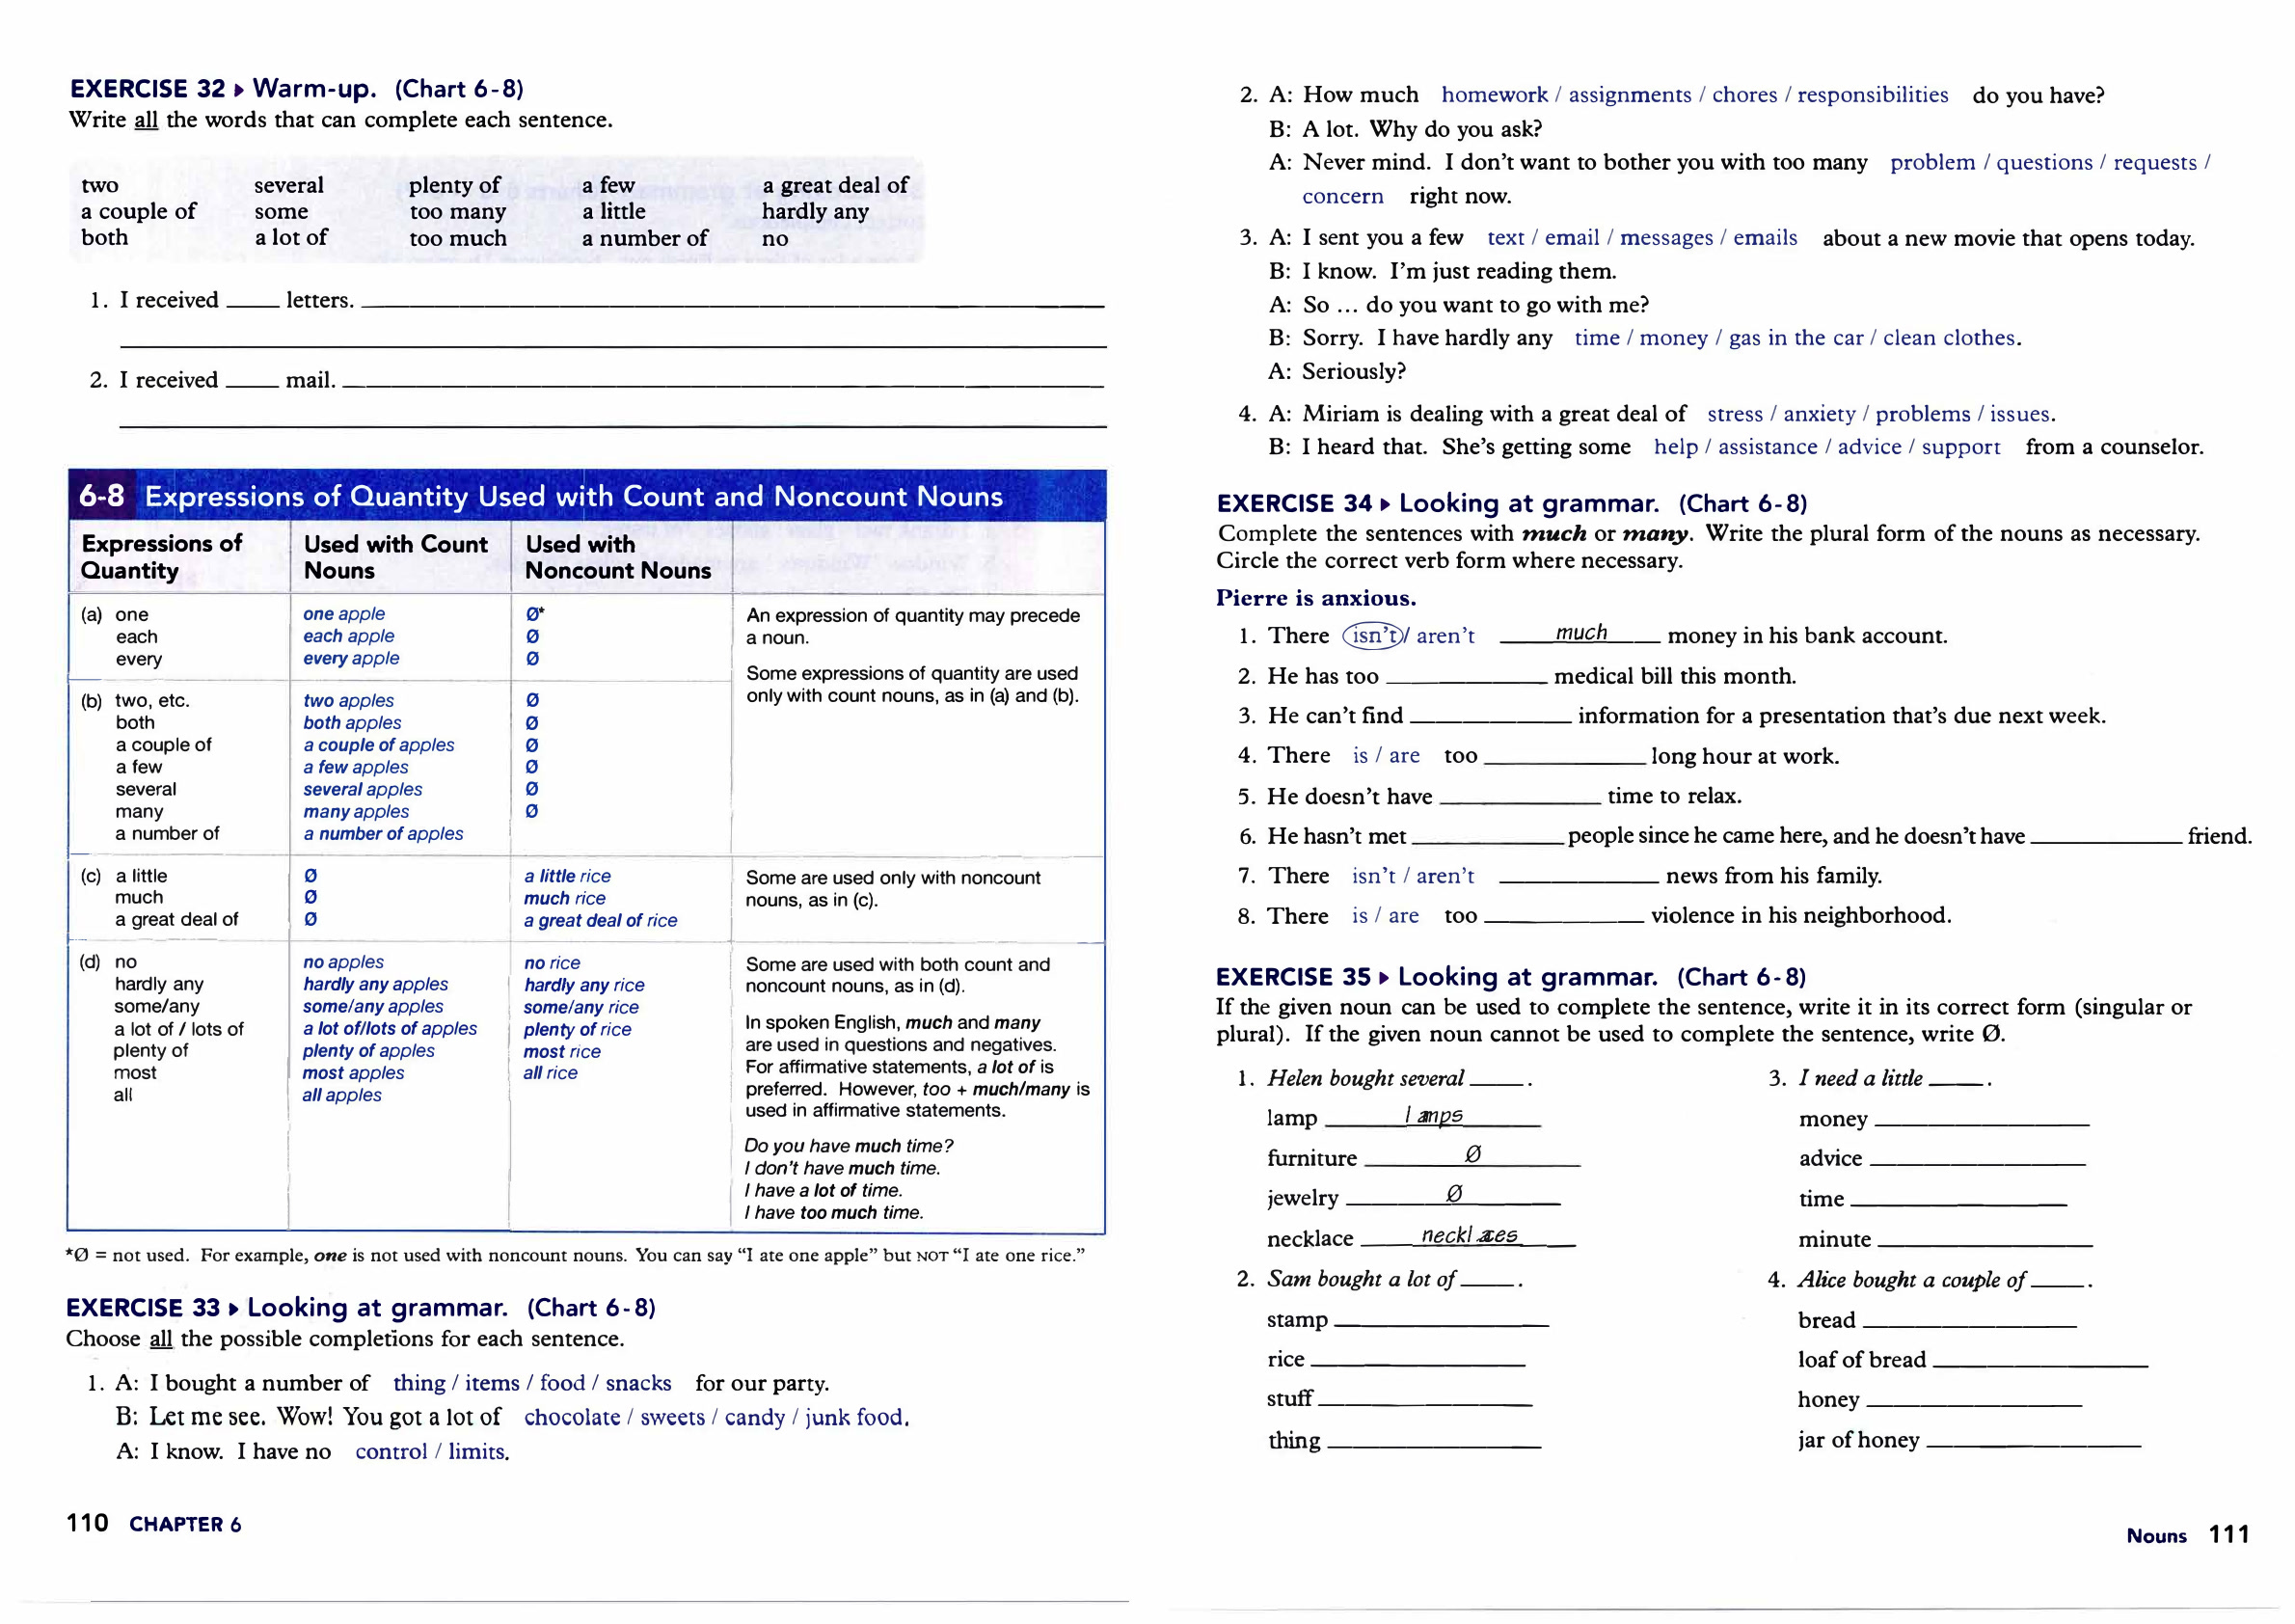 EXERCISE 32 ▸ Warm-up. (Chart 6-8)
Write all the words that can complete each sentence.
two several plenty of a few a great deal of
a couple of some too many a little hardly any
both a lot of too much a number of no
1. I received ____ letters. ____
2. I received ____ mail. ____
6-8 Expressions of Quantity Used with Count and Noncount Nouns
Expressions of Quantity
Used with Count Nouns
Used with Noncount Nouns
(a) one one apple Ø*
each each apple Ø
every every apple Ø
An expression of quantity may precede
a noun.
Some expressions of quantity are used
only with count nouns, as in (a) and (b).
(b) two, etc. two apples Ø
both both apples Ø
a couple of a couple of apples Ø
a few a few apples Ø
several several apples Ø
many many apples Ø
a number of a number of apples
(c) a little Ø a little rice
much Ø much rice
a great deal of Ø a great deal of rice
Some are used only with noncount
nouns, as in (c).
(d) no no apples no rice
hardly any hardly any apples hardly any rice
some/any some/any apples some/any rice
a lot of / lots of a lot of/lots of apples plenty of rice
plenty of plenty of apples most rice
most most apples all rice
all all apples
Some are used with both count and
noncount nouns, as in (d).
In spoken English, much and many
are used in questions and negatives.
For affirmative statements, a lot of is
preferred. However, too + much/many is
used in affirmative statements.
Do you have much time?
I don't have much time.
I have a lot of time.
I have too much time.
*Ø = not used. For example, one is not used with noncount nouns. You can say “I ate one apple” but NOT “I ate one rice.”
EXERCISE 33 ▸ Looking at grammar. (Chart 6-8)
Choose all the possible completions for each sentence.
1. A: I bought a number of thing / items / food / snacks for our party.
B: Let me see. Wow! You got a lot of chocolate / sweets / candy / junk food.
A: I know. I have no control / limits.
110 CHAPTER 6
2. A: How much homework / assignments / chores / responsibilities do you have?
B: A lot. Why do you ask?
A: Never mind. I don't want to bother you with too many problem / questions / requests /
concern right now.
3. A: I sent you a few text / email / messages / emails about a new movie that opens today.
B: I know. I'm just reading them.
A: So ... do you want to go with me?
B: Sorry. I have hardly any time / money / gas in the car / clean clothes.
A: Seriously?
4. A: Miriam is dealing with a great deal of stress / anxiety / problems / issues.
B: I heard that. She's getting some help / assistance / advice / support from a counselor.
EXERCISE 34 ▸ Looking at grammar. (Chart 6-8)
Complete the sentences with much or many. Write the plural form of the nouns as necessary.
Circle the correct verb form where necessary.
Pierre is anxious.
1. There isn't / aren't much money in his bank account.
2. He has too ____ medical bill this month.
3. He can't find ____ information for a presentation that's due next week.
4. There is / are too ____ long hour at work.
5. He doesn't have ____ time to relax.
6. He hasn't met ____ people since he came here, and he doesn't have ____ friend.
7. There isn't / aren't ____ news from his family.
8. There is / are too ____ violence in his neighborhood.
EXERCISE 35 ▸ Looking at grammar. (Chart 6-8)
If the given noun can be used to complete the sentence, write it in its correct form (singular or
plural). If the given noun cannot be used to complete the sentence, write Ø.
1. Helen bought several ____ .
lamp lamps
furniture Ø
jewelry Ø
necklace necklaces
2. Sam bought a lot of ____ .
stamp ____
rice ____
stuff ____
thing ____
3. I need a little ____ .
money ____
advice ____
time ____
minute ____
4. Alice bought a couple of ____ .
bread ____
loaf of bread ____
honey ____
jar of honey ____
Nouns 111